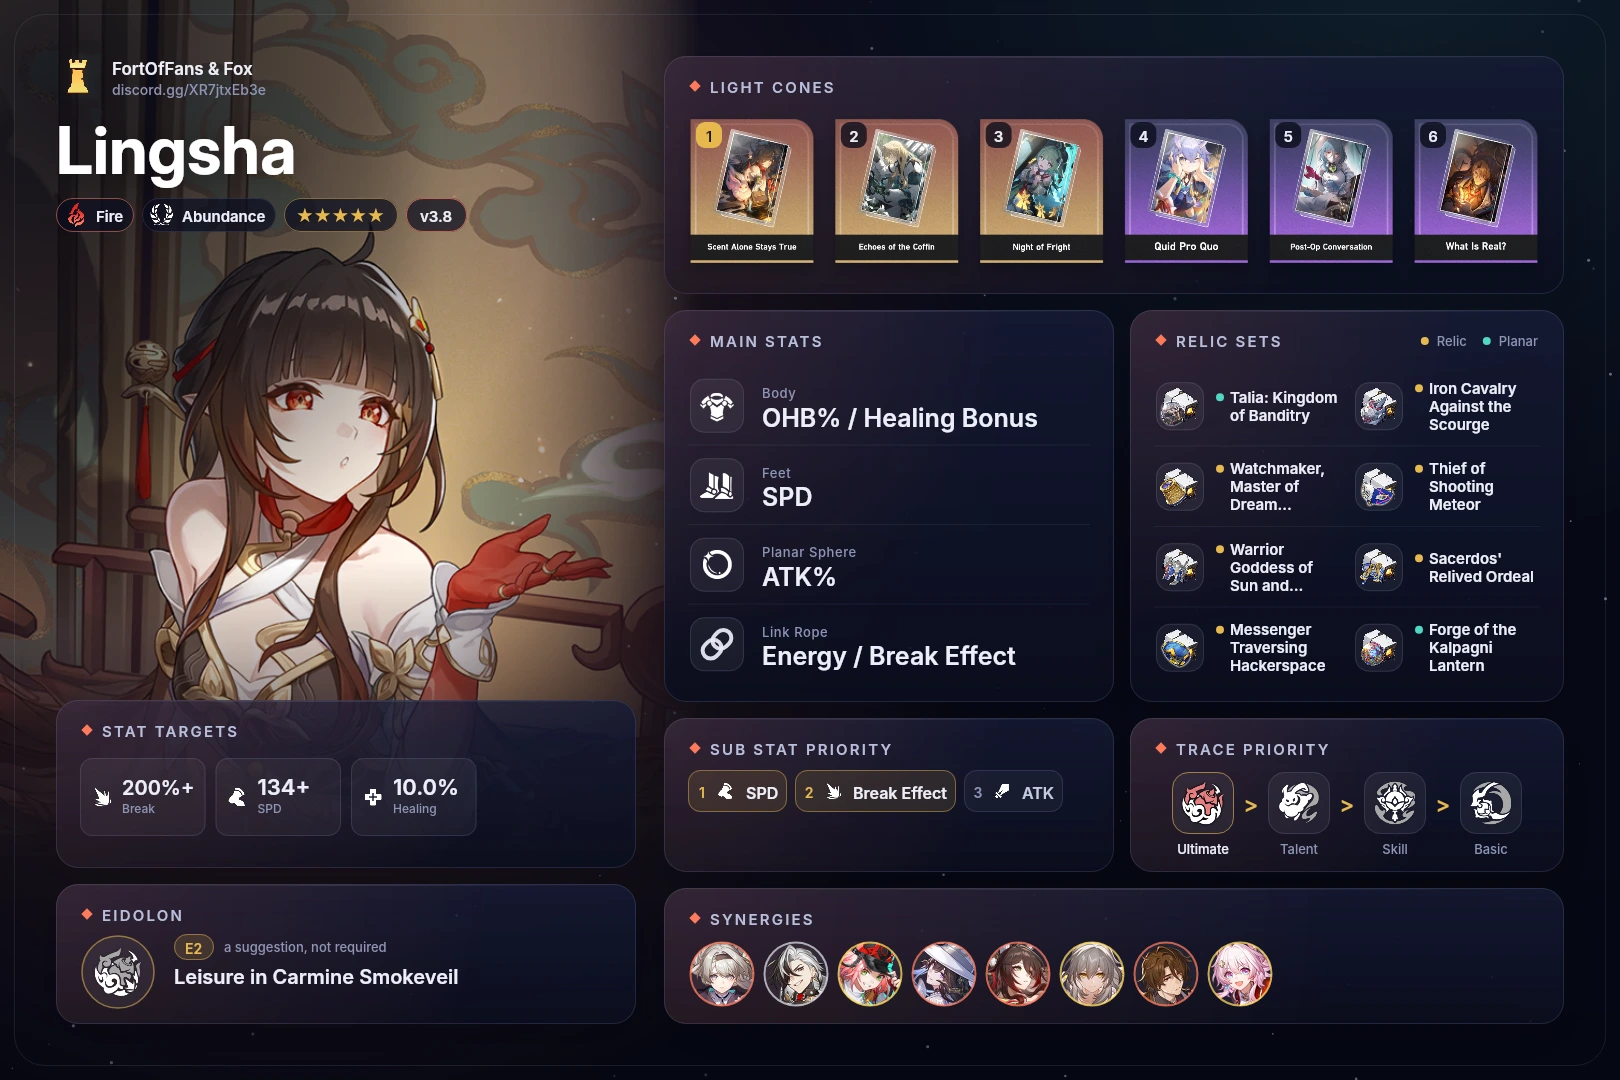 FortOfFans & Fox
discord.gg/XR7jtxEb3e
Lingsha
Fire
Abundance
★★★★★
v3.8
LIGHT CONES
1
2
3
4
5
6
Scent Alone Stays True
Echoes of the Coffin
Night of Fright
Quid Pro Quo
Post-Op Conversation
What Is Real?
MAIN STATS
Body
OHB% / Healing Bonus
Feet
SPD
Planar Sphere
ATK%
Link Rope
Energy / Break Effect
RELIC SETS
Relic
Planar
Talia: Kingdom
of Banditry
Iron Cavalry
Against the
Scourge
Watchmaker,
Master of
Dream...
Thief of
Shooting
Meteor
Warrior
Goddess of
Sun and...
Sacerdos'
Relived Ordeal
Messenger
Traversing
Hackerspace
Forge of the
Kalpagni
Lantern
STAT TARGETS
200%+
Break
134+
SPD
10.0%
Healing
SUB STAT PRIORITY
1 SPD
2 Break Effect
3 ATK
TRACE PRIORITY
> > >
Ultimate
Talent
Skill
Basic
EIDOLON
E2 a suggestion, not required
Leisure in Carmine Smokeveil
SYNERGIES